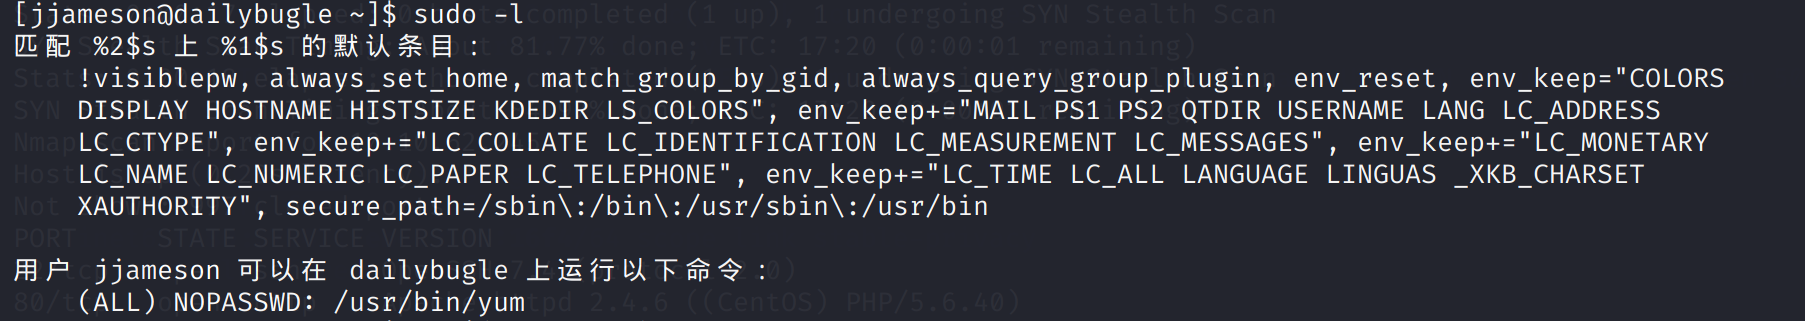 [jjameson@dailybugle ~]$ sudo -l
匹配 %2$s 上 %1$s 的默认条目：
!visiblepw, always_set_home, match_group_by_gid, always_query_group_plugin, env_reset, env_keep="COLORS
DISPLAY HOSTNAME HISTSIZE KDEDIR LS_COLORS", env_keep+="MAIL PS1 PS2 QTDIR USERNAME LANG LC_ADDRESS
LC_CTYPE", env_keep+="LC_COLLATE LC_IDENTIFICATION LC_MEASUREMENT LC_MESSAGES", env_keep+="LC_MONETARY
LC_NAME LC_NUMERIC LC_PAPER LC_TELEPHONE", env_keep+="LC_TIME LC_ALL LANGUAGE LINGUAS _XKB_CHARSET
XAUTHORITY", secure_path=/sbin\:/bin\:/usr/sbin\:/usr/bin
PORT STATE SERVICE VERSION
用户 jjameson 可以在 dailybugle 上运行以下命令：
(ALL) NOPASSWD: /usr/bin/yum